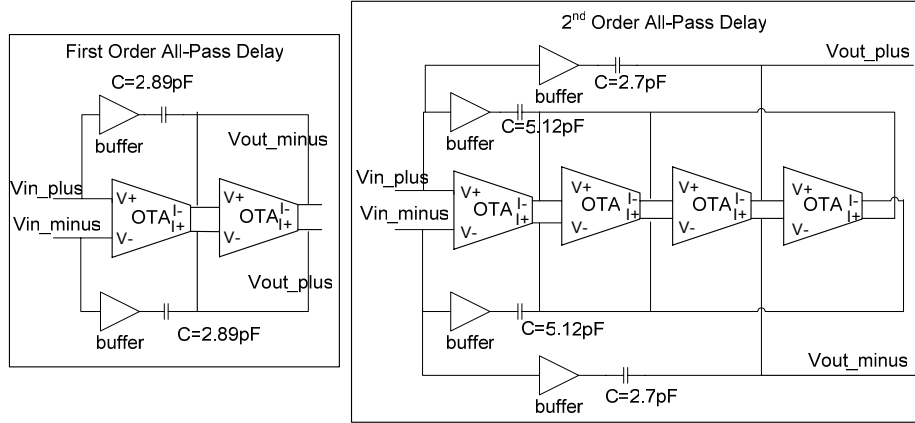 First Order All-Pass Delay
C=2.89pF
buffer
Vout_minus
Vin_plus
V+
OTA
I-
I+
V-
V+
OTA
I-
I+
V-
Vin_minus
Vout_plus
buffer
C=2.89pF
2nd Order All-Pass Delay
Vout_plus
buffer
C=2.7pF
buffer
C=5.12pF
Vin_plus
Vin_minus
V+
OTA
I-
I+
V-
V+
OTA
I-
I+
V-
V+
OTA
I-
I+
V-
V+
OTA
I-
I+
V-
buffer
C=5.12pF
Vout_minus
buffer
C=2.7pF